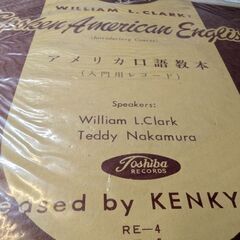 WILLIAM L. CLARK:
Spoken American English
(Introductory Course)
アメリカ口語教本
(入門用レコード)
Speakers:
William L.Clark
Teddy Nakamura
Toshiba
RECORDS
eased by KENKY
RE-4